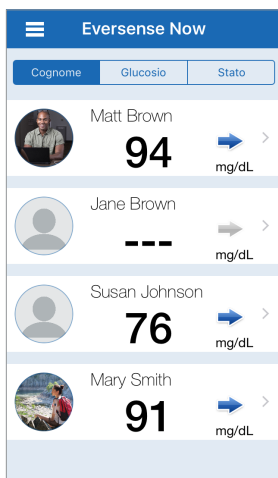 Eversense Now
Cognome Glucosio Stato
Matt Brown
94
mg/dL
Jane Brown
---
mg/dL
Susan Johnson
76
mg/dL
Mary Smith
91
mg/dL